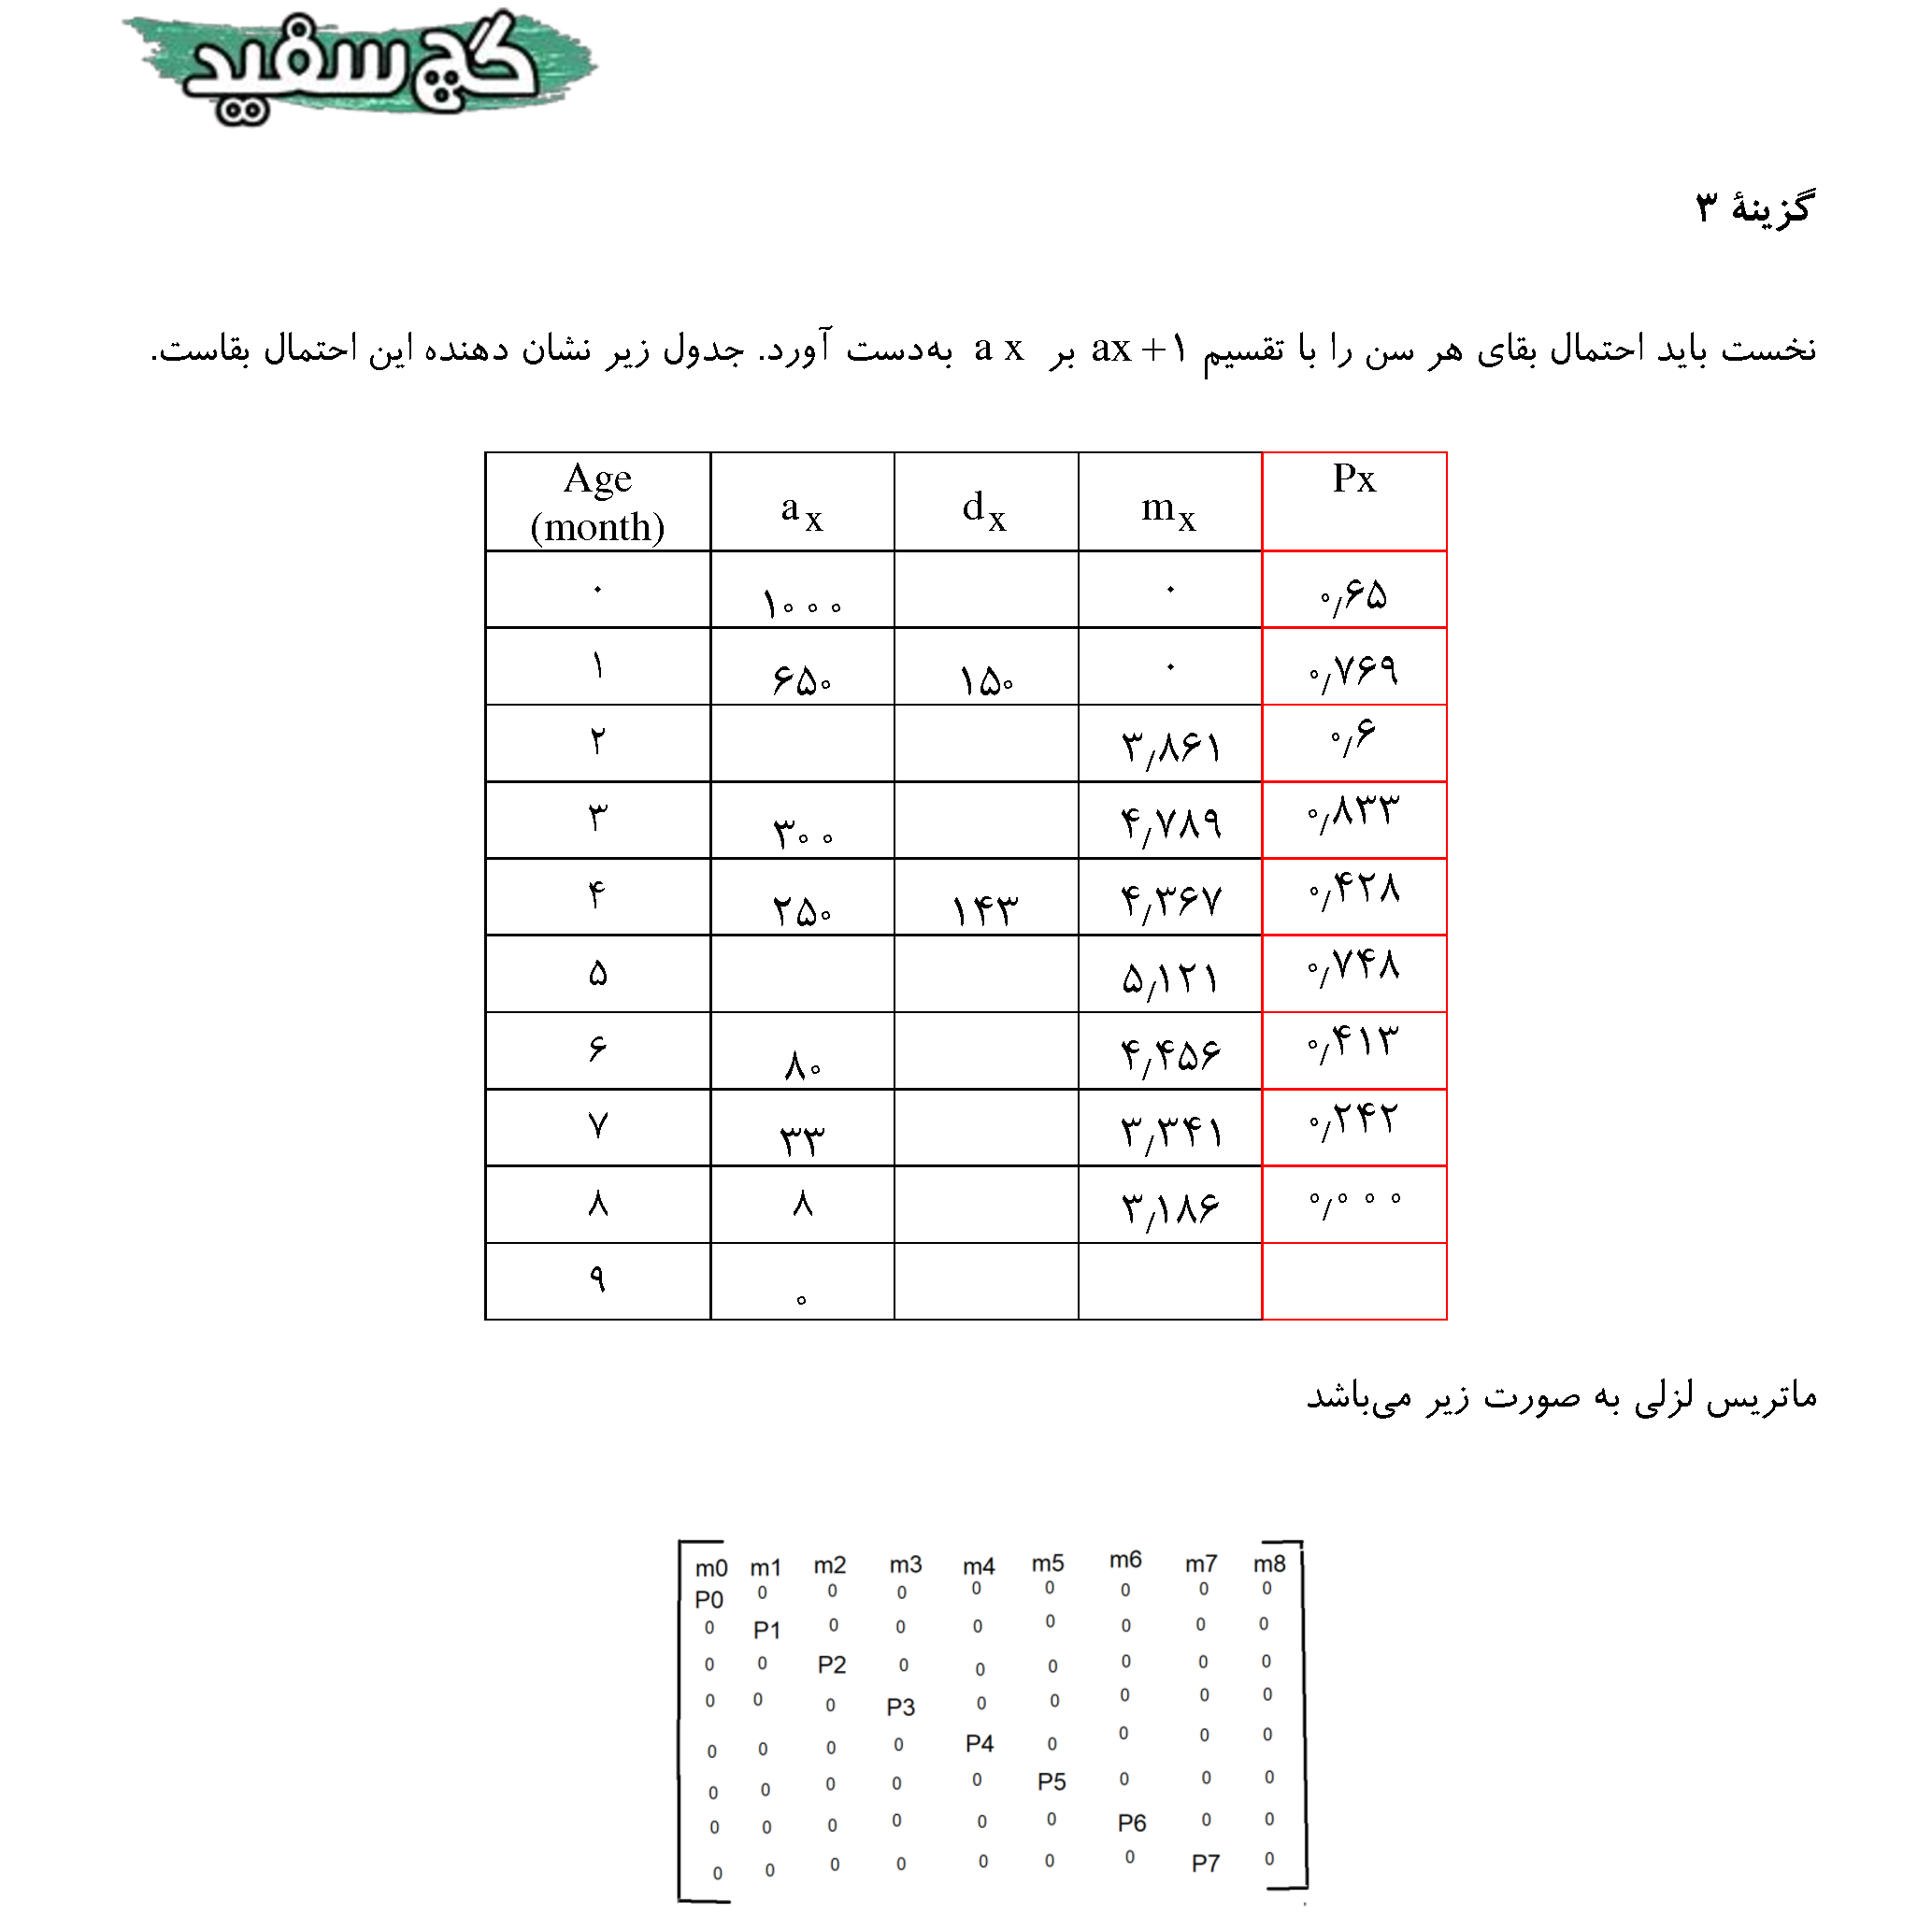 گچ سفید
گزینهٔ ۳
نخست باید احتمال بقای هر سن را با تقسیم ax+۱ بر a x به‌دست آورد. جدول زیر نشان دهنده این احتمال بقاست.
Age (month) ax dx mx Px
۰ ۱۰۰۰ ۰ ۰/۶۵
۱ ۶۵۰ ۱۵۰ ۰ ۰/۷۶۹
۲ ۳/۸۶۱ ۰/۶
۳ ۳۰۰ ۴/۷۸۹ ۰/۸۳۳
۴ ۲۵۰ ۱۴۳ ۴/۳۶۷ ۰/۴۲۸
۵ ۵/۱۲۱ ۰/۷۴۸
۶ ۸۰ ۴/۴۵۶ ۰/۴۱۳
۷ ۳۳ ۳/۳۴۱ ۰/۲۴۲
۸ ۸ ۳/۱۸۶ ۰/۰۰۰
۹ ۰
ماتریس لزلی به صورت زیر می‌باشد
m0 m1 m2 m3 m4 m5 m6 m7 m8
P0 0 0 0 0 0 0 0 0
0 P1 0 0 0 0 0 0 0
0 0 P2 0 0 0 0 0 0
0 0 0 P3 0 0 0 0 0
0 0 0 0 P4 0 0 0 0
0 0 0 0 0 P5 0 0 0
0 0 0 0 0 0 P6 0 0
0 0 0 0 0 0 0 P7 0